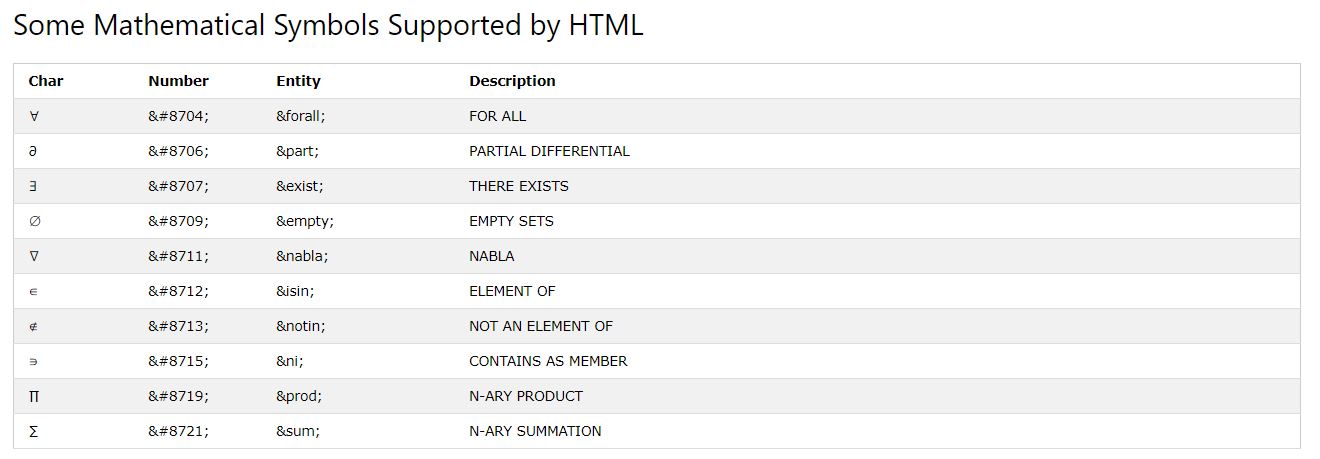 Some Mathematical Symbols Supported by HTML
Char Number Entity Description
∀ &#8704; &forall; FOR ALL
∂ &#8706; &part; PARTIAL DIFFERENTIAL
∃ &#8707; &exist; THERE EXISTS
∅ &#8709; &empty; EMPTY SETS
∇ &#8711; &nabla; NABLA
∈ &#8712; &isin; ELEMENT OF
∉ &#8713; &notin; NOT AN ELEMENT OF
∋ &#8715; &ni; CONTAINS AS MEMBER
∏ &#8719; &prod; N-ARY PRODUCT
∑ &#8721; &sum; N-ARY SUMMATION